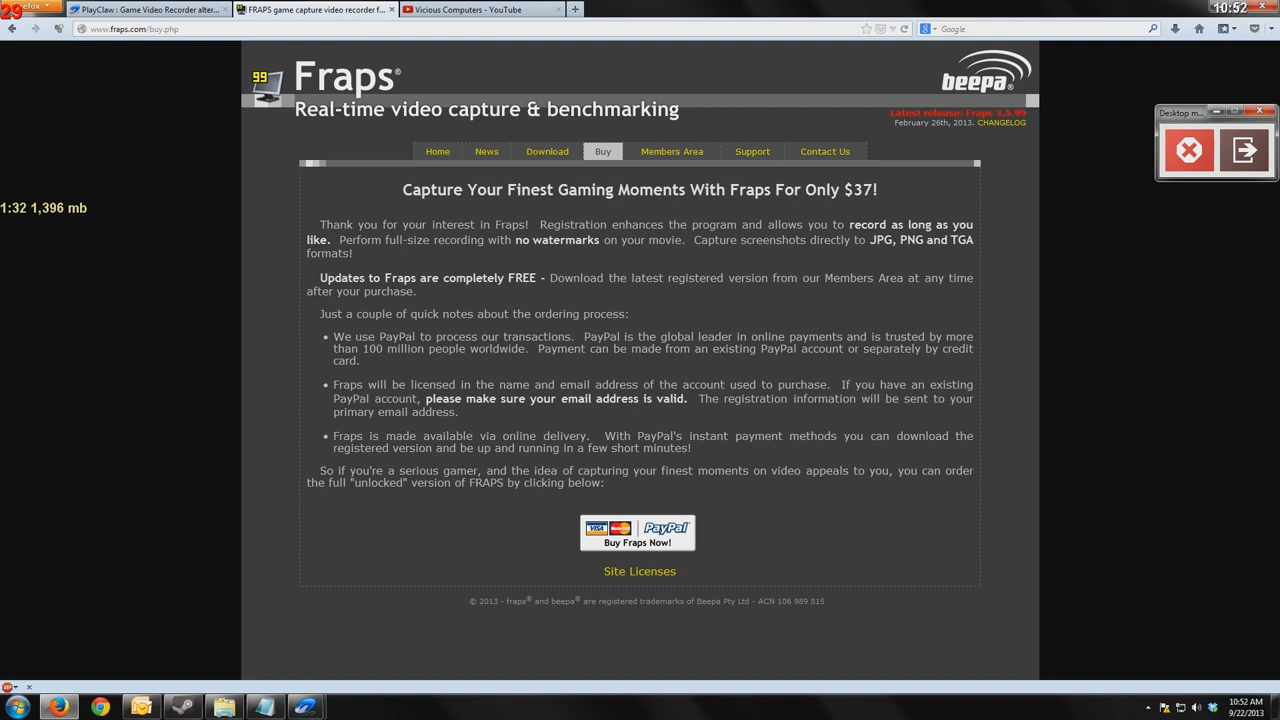 efox
PlayClaw : Game Video Recorder alter...
FRAPS game capture video recorder f...
Vicious Computers - YouTube
10:52
www.fraps.com/buy.php
Google
99
Fraps®
beepa®
Real-time video capture & benchmarking
Latest release: Fraps 3.5.99
February 26th, 2013. CHANGELOG
Desktop m...
Home News Download Buy Members Area Support Contact Us
Capture Your Finest Gaming Moments With Fraps For Only $37!
1:32 1,396 mb
Thank you for your interest in Fraps! Registration enhances the program and allows you to record as long as you
like. Perform full-size recording with no watermarks on your movie. Capture screenshots directly to JPG, PNG and TGA
formats!
Updates to Fraps are completely FREE - Download the latest registered version from our Members Area at any time
after your purchase.
Just a couple of quick notes about the ordering process:
• We use PayPal to process our transactions. PayPal is the global leader in online payments and is trusted by more
than 100 million people worldwide. Payment can be made from an existing PayPal account or separately by credit
card.
• Fraps will be licensed in the name and email address of the account used to purchase. If you have an existing
PayPal account, please make sure your email address is valid. The registration information will be sent to your
primary email address.
• Fraps is made available via online delivery. With PayPal's instant payment methods you can download the
registered version and be up and running in a few short minutes!
So if you're a serious gamer, and the idea of capturing your finest moments on video appeals to you, you can order
the full "unlocked" version of FRAPS by clicking below:
VISA MasterCard PayPal
Buy Fraps Now!
Site Licenses
© 2013 - fraps® and beepa® are registered trademarks of Beepa Pty Ltd - ACN 106 989 815
10:52 AM
9/22/2013